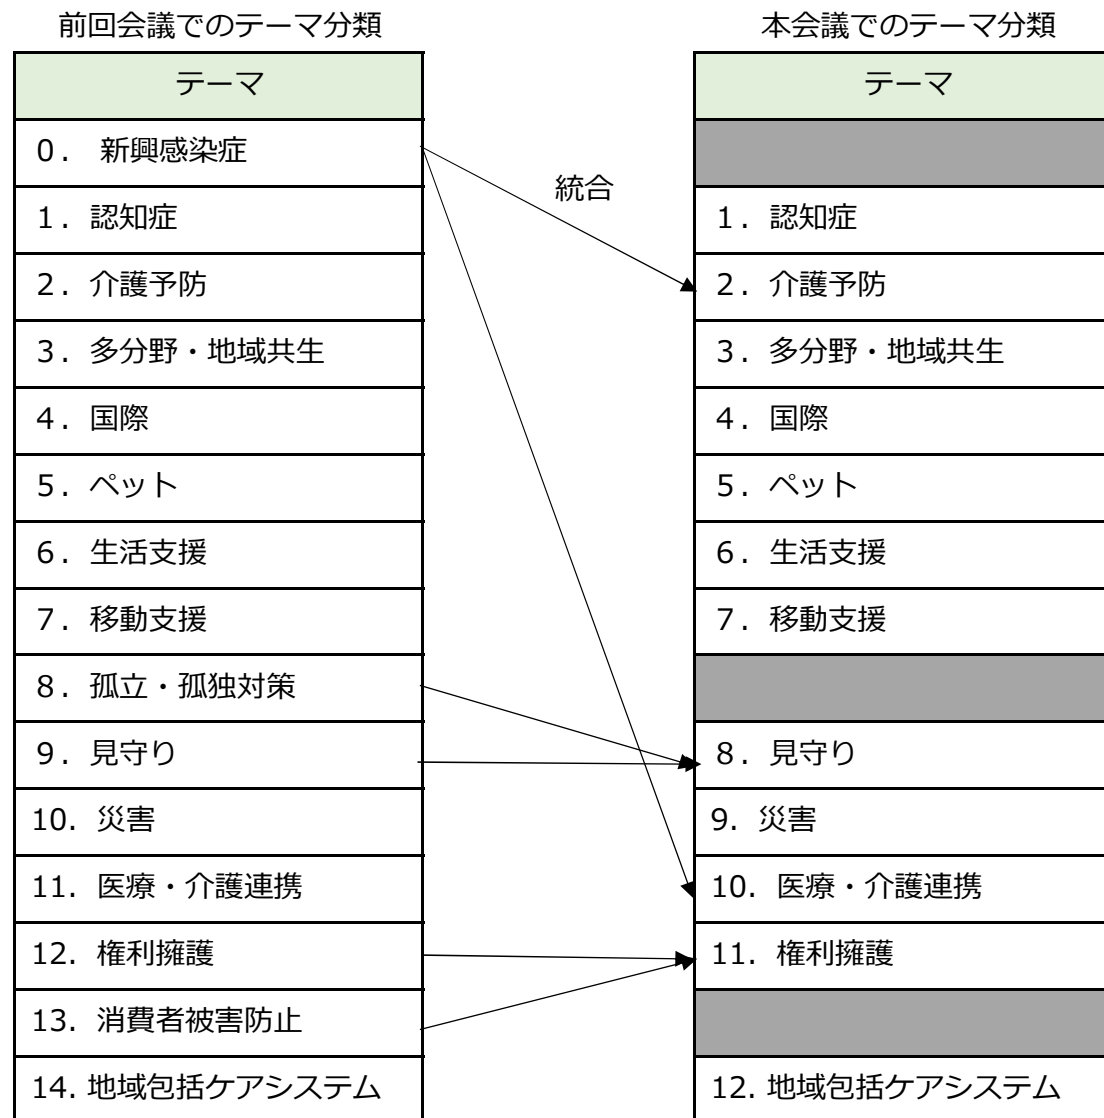 前回会議でのテーマ分類
テーマ
0． 新興感染症
1．認知症
2．介護予防
3．多分野・地域共生
4．国際
5．ペット
6．生活支援
7．移動支援
8．孤立・孤独対策
9．見守り
10．災害
11．医療・介護連携
12．権利擁護
13．消費者被害防止
14．地域包括ケアシステム
統合
本会議でのテーマ分類
テーマ
1．認知症
2．介護予防
3．多分野・地域共生
4．国際
5．ペット
6．生活支援
7．移動支援
8．見守り
9．災害
10．医療・介護連携
11．権利擁護
12．地域包括ケアシステム